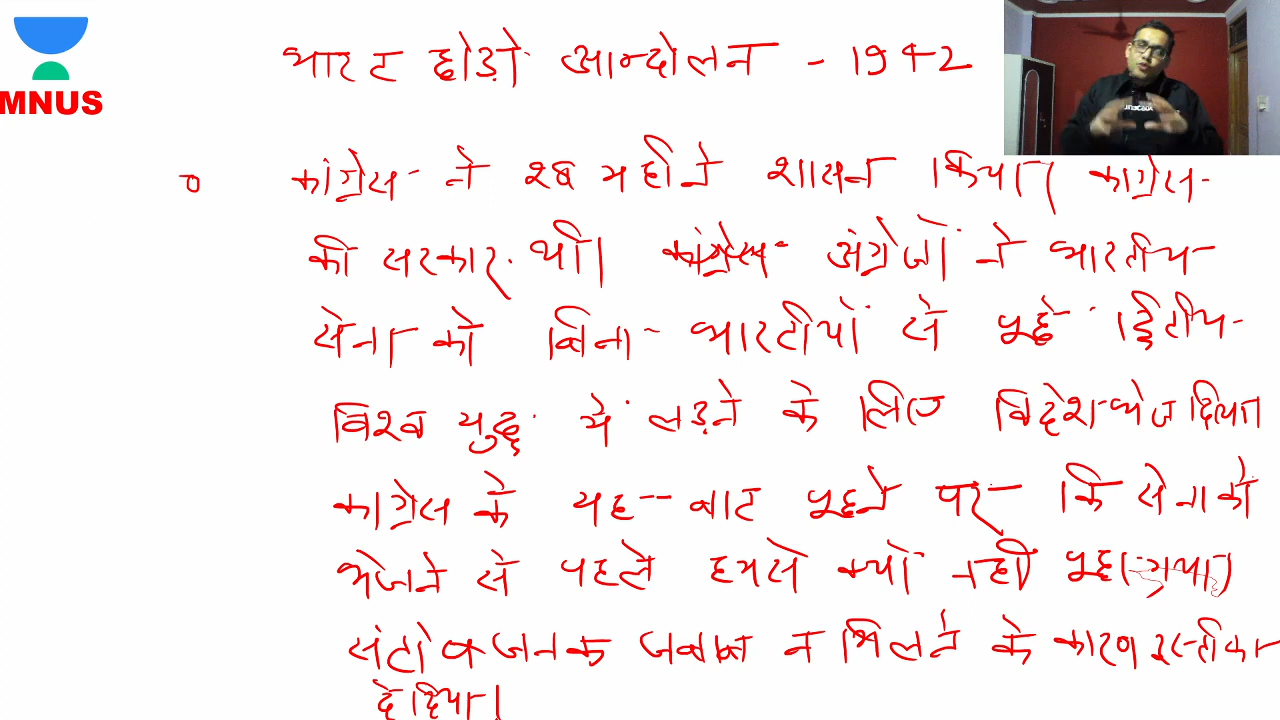 MNUS
भारत छोड़ो आन्दोलन - 1942
कांग्रेस ने 28 महीने शासन किया। कांग्रेस
की सरकार थी। कांग्रेस अंग्रेजों ने भारतीय
सेना को बिना भारतीयों से पूछे द्वितीय
विश्व युद्ध में लड़ने के लिए विदेश भेज दिया
कांग्रेस के यह बात पूछने पर कि सेना को
भेजने से पहले हमसे क्यों नहीं पूछा गया
संतोषजनक जवाब न मिलने के कारण इस्तीफा
दे दिया।